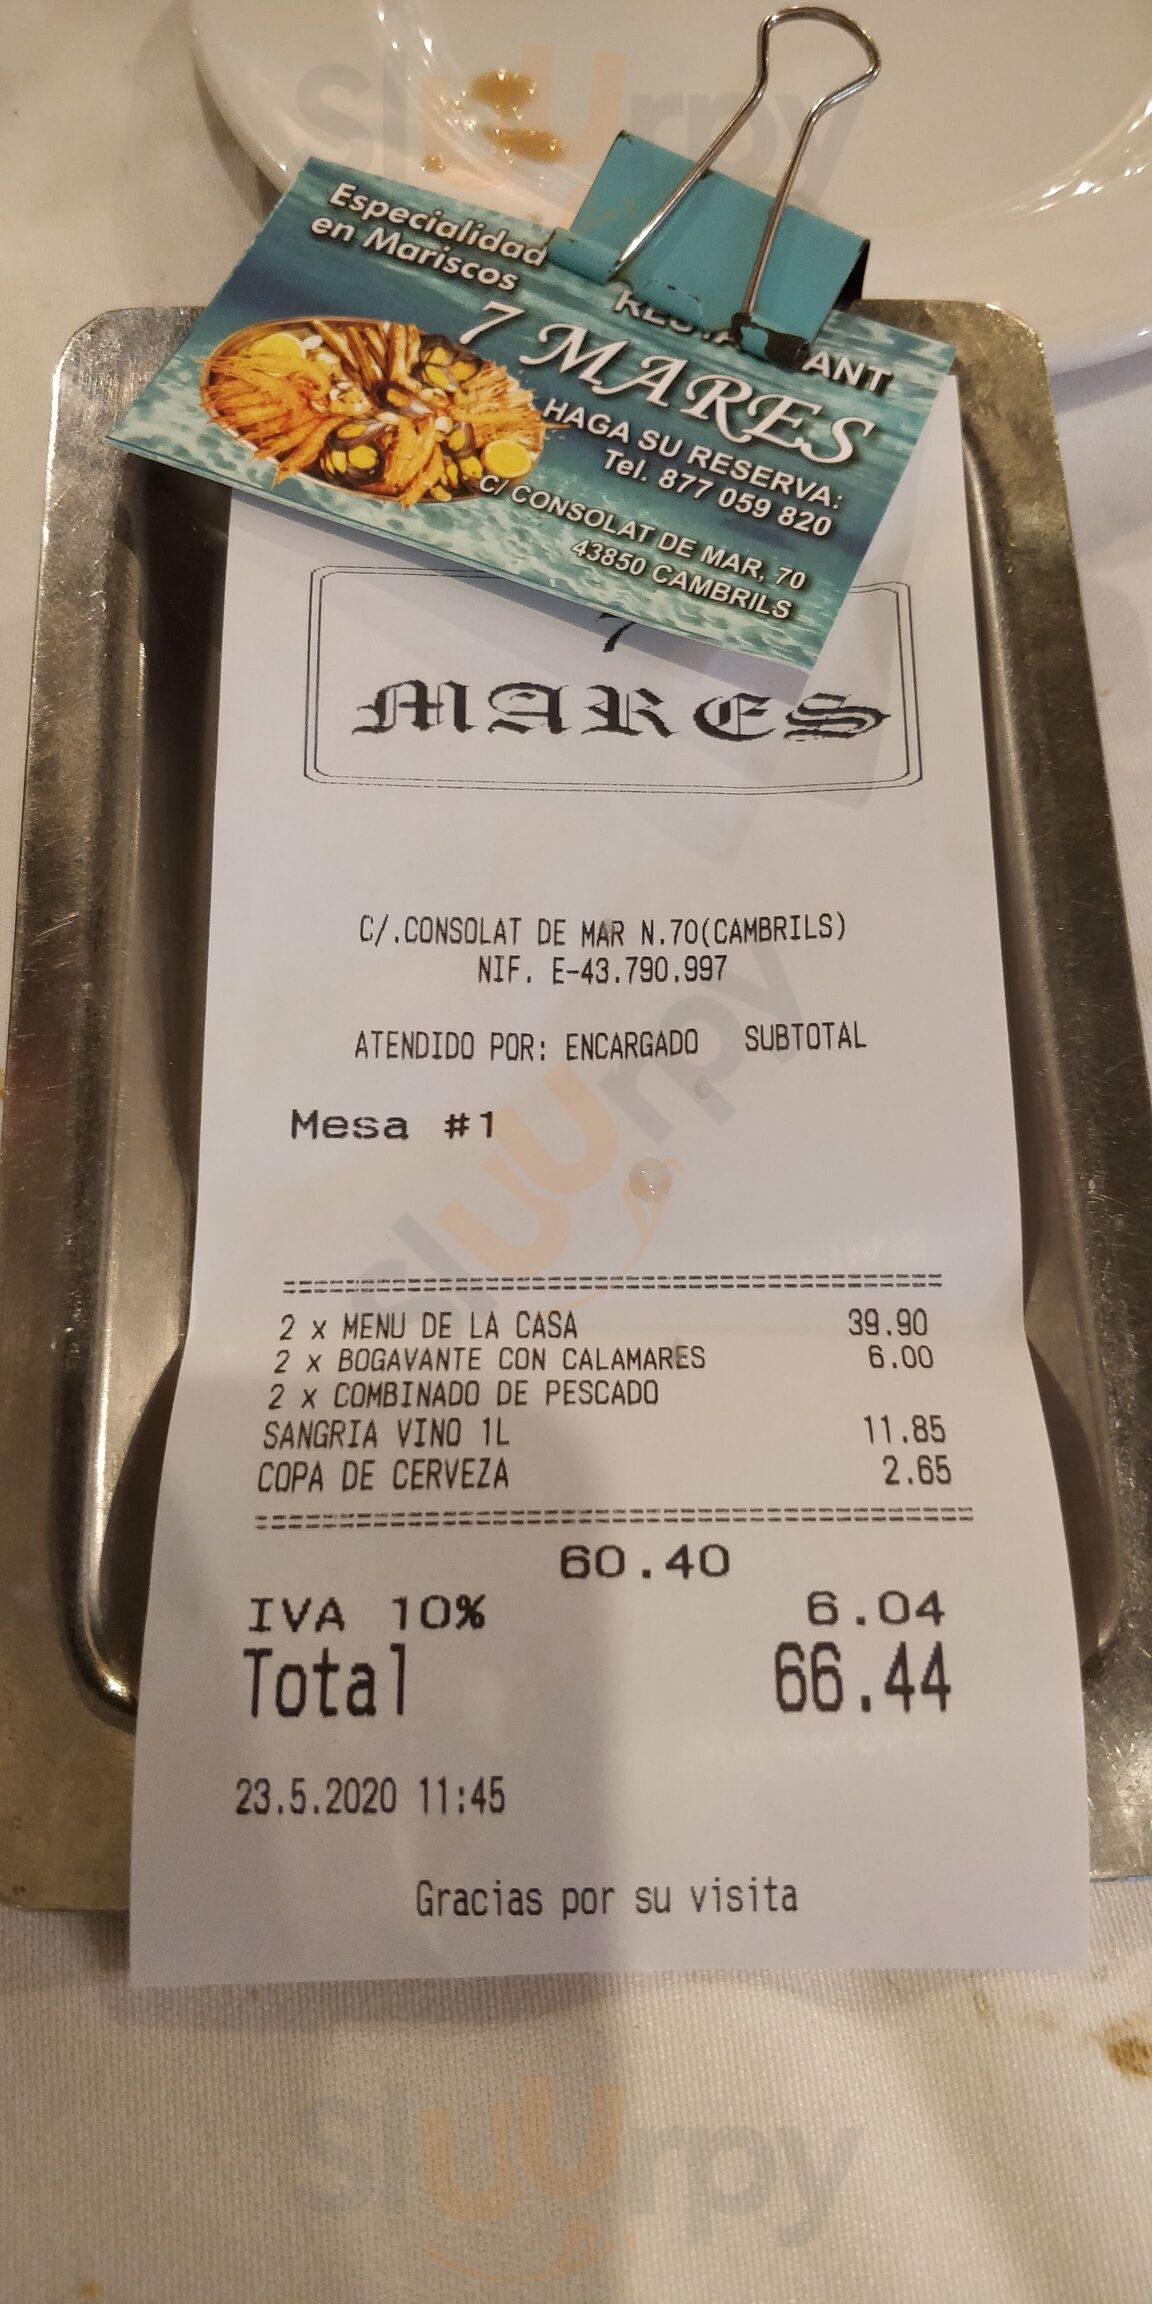 sluurpy
Especialidad
en Mariscos
7 MARES
HAGA SU RESERVA:
Tel. 877 059 820
C/ CONSOLAT DE MAR, 70
43850 CAMBRILS
7
MARES
C/.CONSOLAT DE MAR N.70(CAMBRILS)
NIF. E-43.790.997
ATENDIDO POR: ENCARGADO SUBTOTAL
Mesa #1
sluurpy
2 x MENU DE LA CASA 39.90
2 x BOGAVANTE CON CALAMARES 6.00
2 x COMBINADO DE PESCADO
SANGRIA VINO 1L 11.85
COPA DE CERVEZA 2.65
60.40
IVA 10% 6.04
Total 66.44
23.5.2020 11:45
Gracias por su visita
sluurpy